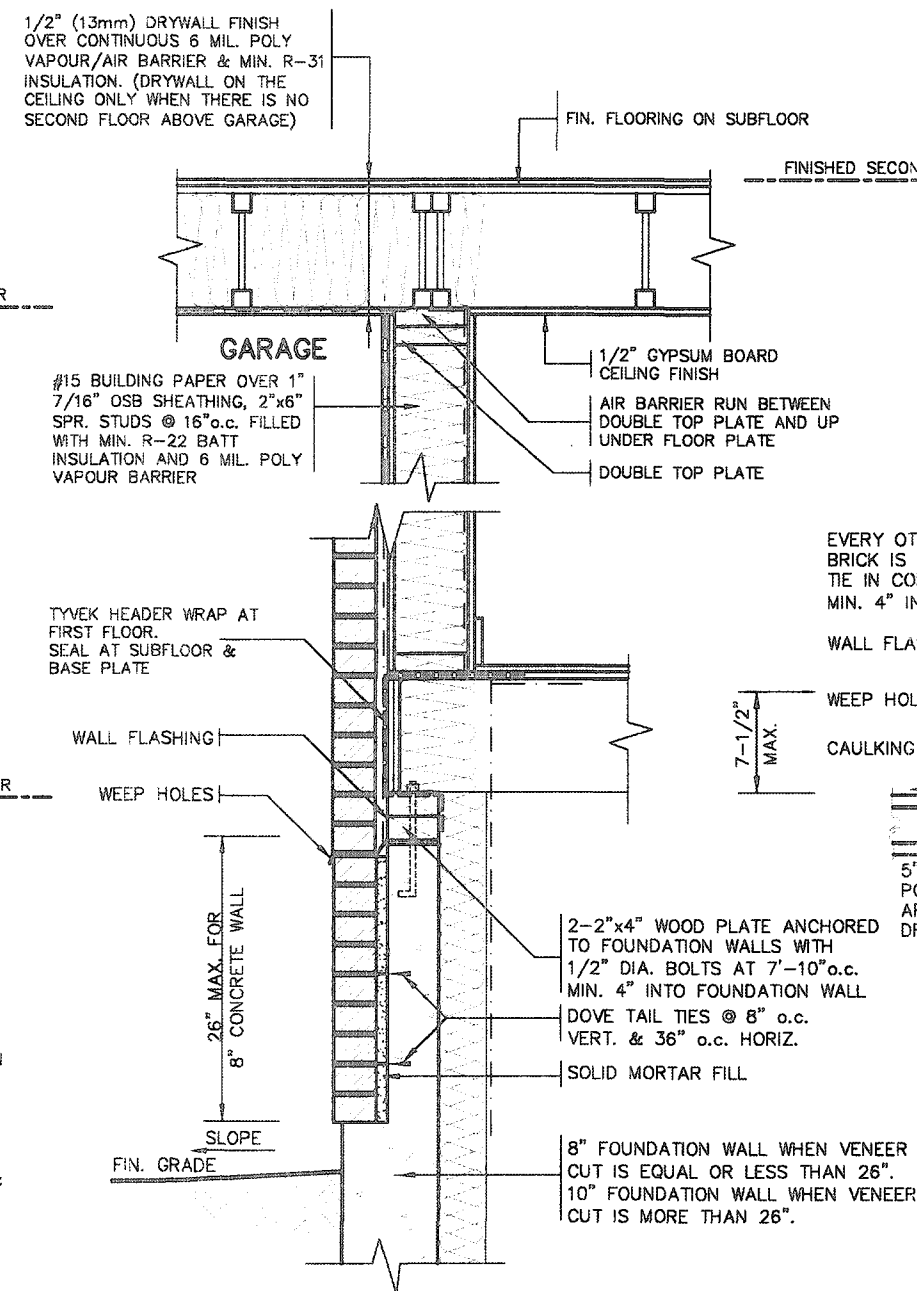 1/2" (13mm) DRYWALL FINISH
OVER CONTINUOUS 6 MIL. POLY
VAPOUR/AIR BARRIER & MIN. R-31
INSULATION. (DRYWALL ON THE
CEILING ONLY WHEN THERE IS NO
SECOND FLOOR ABOVE GARAGE)
FIN. FLOORING ON SUBFLOOR
FINISHED SECON
R
GARAGE
#15 BUILDING PAPER OVER 1"
7/16" OSB SHEATHING, 2"x6"
SPR. STUDS @ 16"o.c. FILLED
WITH MIN. R-22 BATT
INSULATION AND 6 MIL. POLY
VAPOUR BARRIER
1/2" GYPSUM BOARD
CEILING FINISH
AIR BARRIER RUN BETWEEN
DOUBLE TOP PLATE AND UP
UNDER FLOOR PLATE
DOUBLE TOP PLATE
EVERY OT
BRICK IS
TIE IN CO
MIN. 4" IN
WALL FLA
WEEP HOL
CAULKING
7-1/2"
MAX.
TYVEK HEADER WRAP AT
FIRST FLOOR.
SEAL AT SUBFLOOR &
BASE PLATE
WALL FLASHING
R
WEEP HOLES
26" MAX. FOR
8" CONCRETE WALL
5'
PO
AF
DF
2-2"x4" WOOD PLATE ANCHORED
TO FOUNDATION WALLS WITH
1/2" DIA. BOLTS AT 7'-10"o.c.
MIN. 4" INTO FOUNDATION WALL
DOVE TAIL TIES @ 8" o.c.
VERT. & 36" o.c. HORIZ.
SOLID MORTAR FILL
SLOPE
FIN. GRADE
8" FOUNDATION WALL WHEN VENEER
CUT IS EQUAL OR LESS THAN 26".
10" FOUNDATION WALL WHEN VENEER
CUT IS MORE THAN 26".